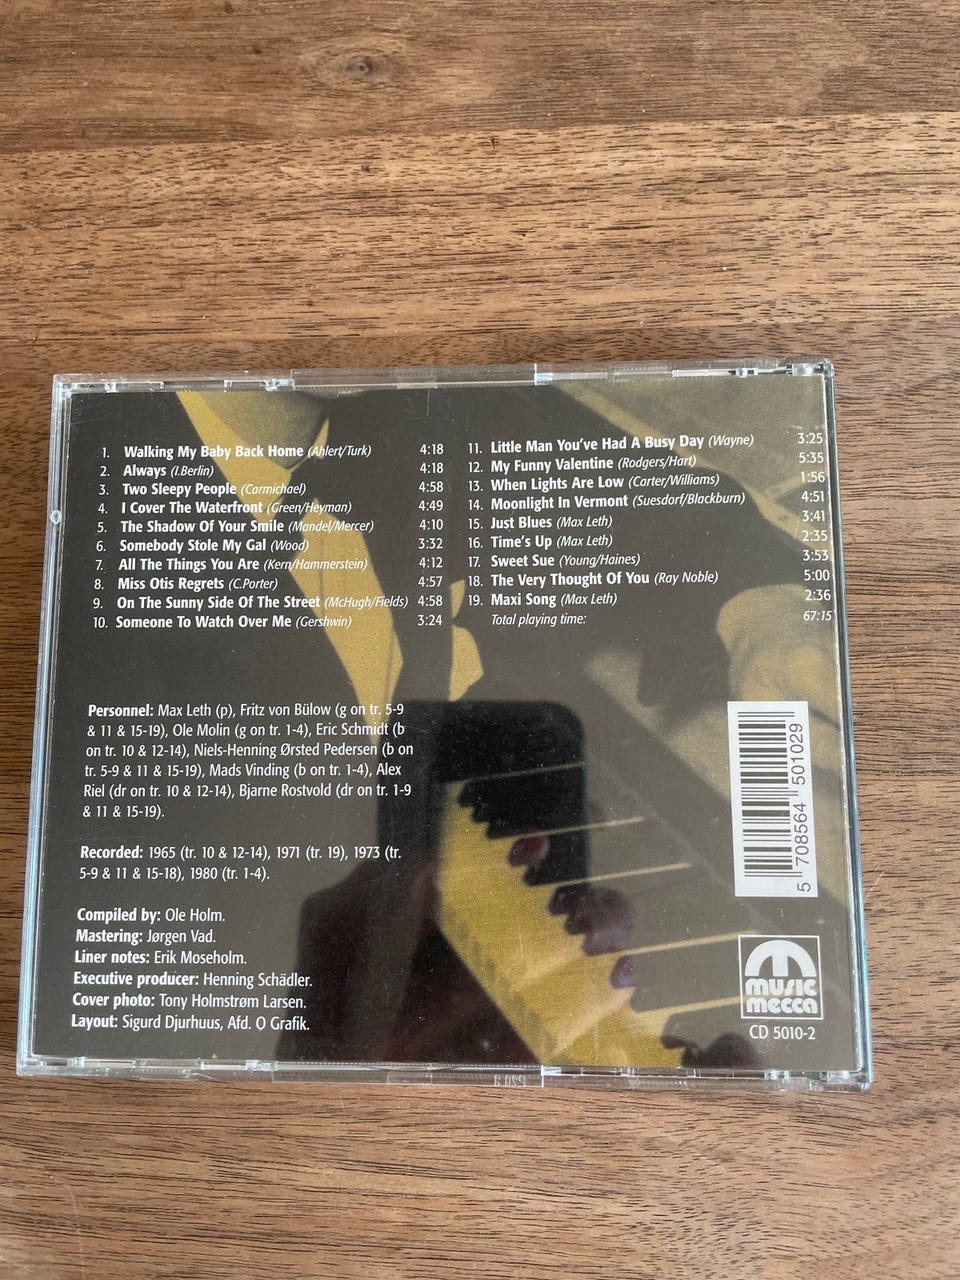 1. Walking My Baby Back Home (Ahlert/Turk) 4:18
2. Always (I.Berlin) 4:18
3. Two Sleepy People (Carmichael) 4:58
4. I Cover The Waterfront (Green/Heyman) 4:49
5. The Shadow Of Your Smile (Mandel/Mercer) 4:10
6. Somebody Stole My Gal (Wood) 3:32
7. All The Things You Are (Kern/Hammerstein) 4:12
8. Miss Otis Regrets (C.Porter) 4:57
9. On The Sunny Side Of The Street (McHugh/Fields) 4:58
10. Someone To Watch Over Me (Gershwin) 3:24
11. Little Man You've Had A Busy Day (Wayne) 3:25
12. My Funny Valentine (Rodgers/Hart) 5:35
13. When Lights Are Low (Carter/Williams) 1:56
14. Moonlight In Vermont (Suesdorf/Blackburn) 4:51
15. Just Blues (Max Leth) 3:41
16. Time's Up (Max Leth) 2:35
17. Sweet Sue (Young/Haines) 3:53
18. The Very Thought Of You (Ray Noble) 5:00
19. Maxi Song (Max Leth) 2:36
Total playing time: 67:15
Personnel: Max Leth (p), Fritz von Bülow (g on tr. 5-9
& 11 & 15-19), Ole Molin (g on tr. 1-4), Eric Schmidt (b
on tr. 10 & 12-14), Niels-Henning Ørsted Pedersen (b on
tr. 5-9 & 11 & 15-19), Mads Vinding (b on tr. 1-4), Alex
Riel (dr on tr. 10 & 12-14), Bjarne Rostvold (dr on tr. 1-9
& 11 & 15-19).
Recorded: 1965 (tr. 10 & 12-14), 1971 (tr. 19), 1973 (tr.
5-9 & 11 & 15-18), 1980 (tr. 1-4).
Compiled by: Ole Holm.
Mastering: Jørgen Vad.
Liner notes: Erik Moseholm.
Executive producer: Henning Schädler.
Cover photo: Tony Holmstrøm Larsen.
Layout: Sigurd Djurhuus, Afd. O Grafik.
5 708564 501029
music
mecca
CD 5010-2